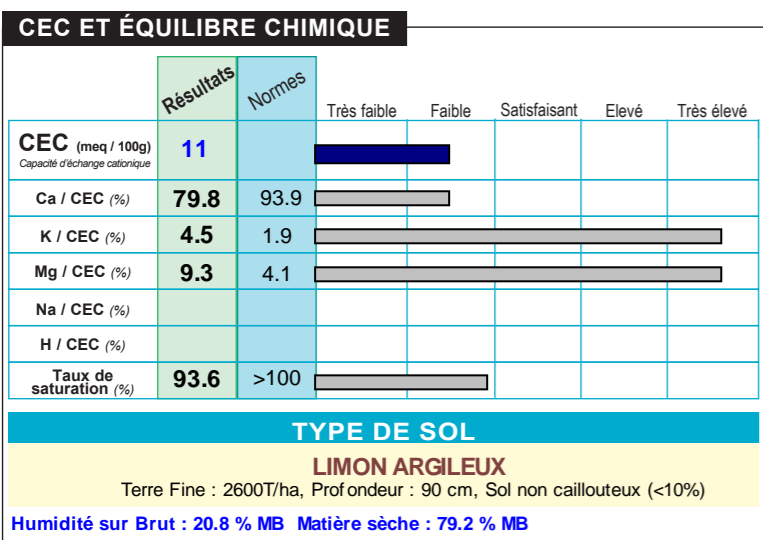 CEC ET ÉQUILIBRE CHIMIQUE
Résultats Normes Très faible Faible Satisfaisant Elevé Très élevé
CEC (meq / 100g) 11
Capacité d'échange cationique
Ca / CEC (%) 79.8 93.9
K / CEC (%) 4.5 1.9
Mg / CEC (%) 9.3 4.1
Na / CEC (%)
H / CEC (%)
Taux de
saturation (%) 93.6 >100
TYPE DE SOL
LIMON ARGILEUX
Terre Fine : 2600T/ha, Profondeur : 90 cm, Sol non caillouteux (<10%)
Humidité sur Brut : 20.8 % MB Matière sèche : 79.2 % MB